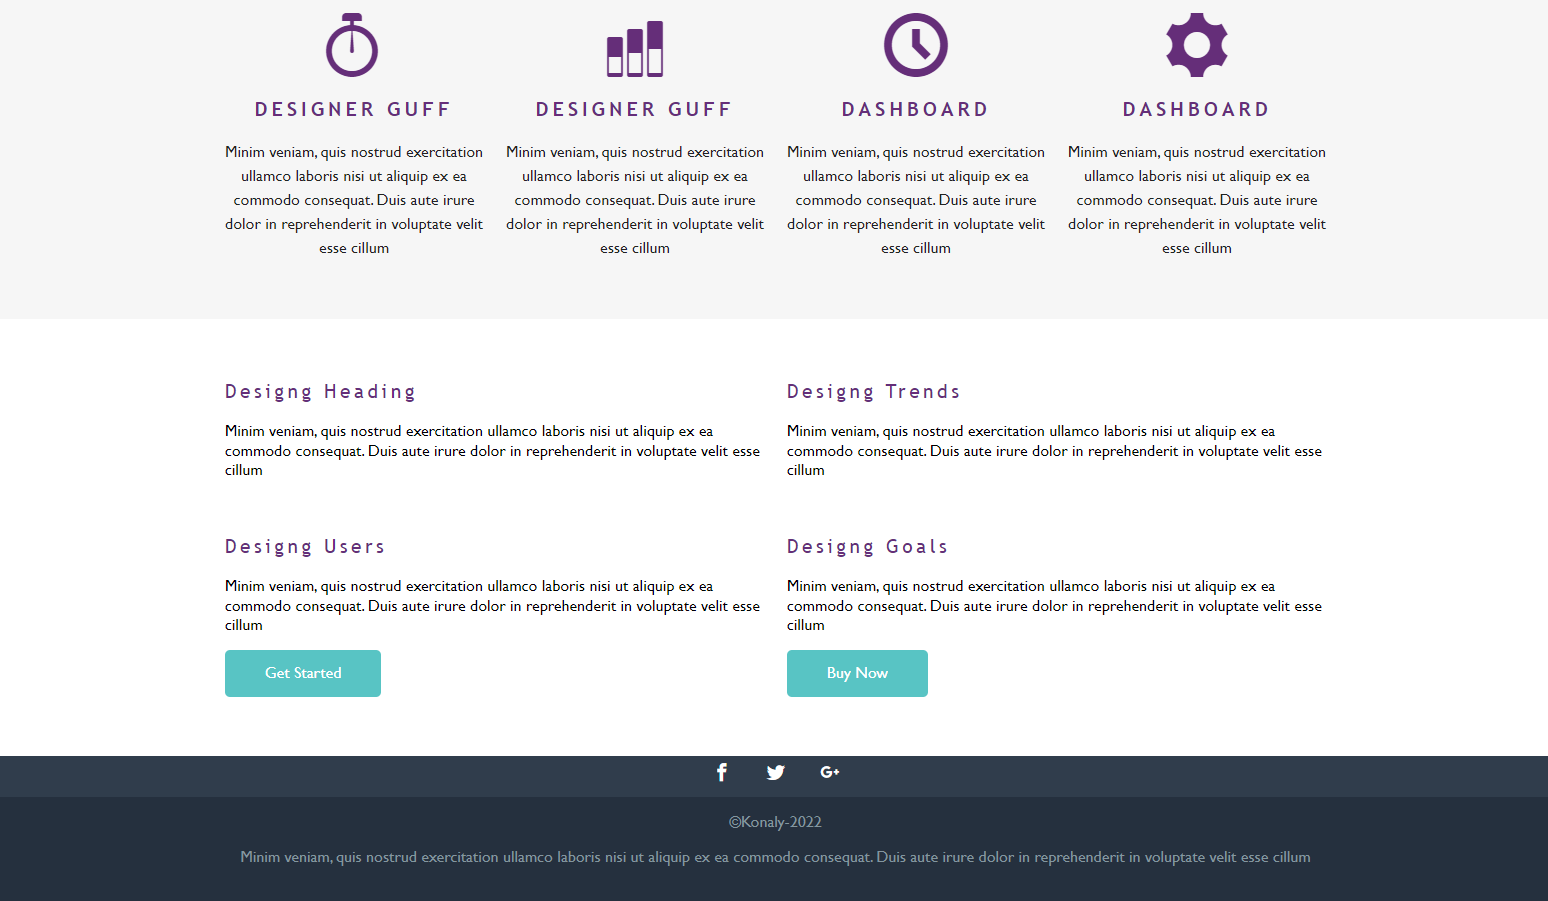 DESIGNER GUFF
Minim veniam, quis nostrud exercitation
ullamco laboris nisi ut aliquip ex ea
commodo consequat. Duis aute irure
dolor in reprehenderit in voluptate velit
esse cillum
DESIGNER GUFF
Minim veniam, quis nostrud exercitation
ullamco laboris nisi ut aliquip ex ea
commodo consequat. Duis aute irure
dolor in reprehenderit in voluptate velit
esse cillum
DASHBOARD
Minim veniam, quis nostrud exercitation
ullamco laboris nisi ut aliquip ex ea
commodo consequat. Duis aute irure
dolor in reprehenderit in voluptate velit
esse cillum
DASHBOARD
Minim veniam, quis nostrud exercitation
ullamco laboris nisi ut aliquip ex ea
commodo consequat. Duis aute irure
dolor in reprehenderit in voluptate velit
esse cillum
Designg Heading
Minim veniam, quis nostrud exercitation ullamco laboris nisi ut aliquip ex ea
commodo consequat. Duis aute irure dolor in reprehenderit in voluptate velit esse
cillum
Designg Trends
Minim veniam, quis nostrud exercitation ullamco laboris nisi ut aliquip ex ea
commodo consequat. Duis aute irure dolor in reprehenderit in voluptate velit esse
cillum
Designg Users
Minim veniam, quis nostrud exercitation ullamco laboris nisi ut aliquip ex ea
commodo consequat. Duis aute irure dolor in reprehenderit in voluptate velit esse
cillum
Get Started
Designg Goals
Minim veniam, quis nostrud exercitation ullamco laboris nisi ut aliquip ex ea
commodo consequat. Duis aute irure dolor in reprehenderit in voluptate velit esse
cillum
Buy Now
©Konaly-2022
Minim veniam, quis nostrud exercitation ullamco laboris nisi ut aliquip ex ea commodo consequat. Duis aute irure dolor in reprehenderit in voluptate velit esse cillum